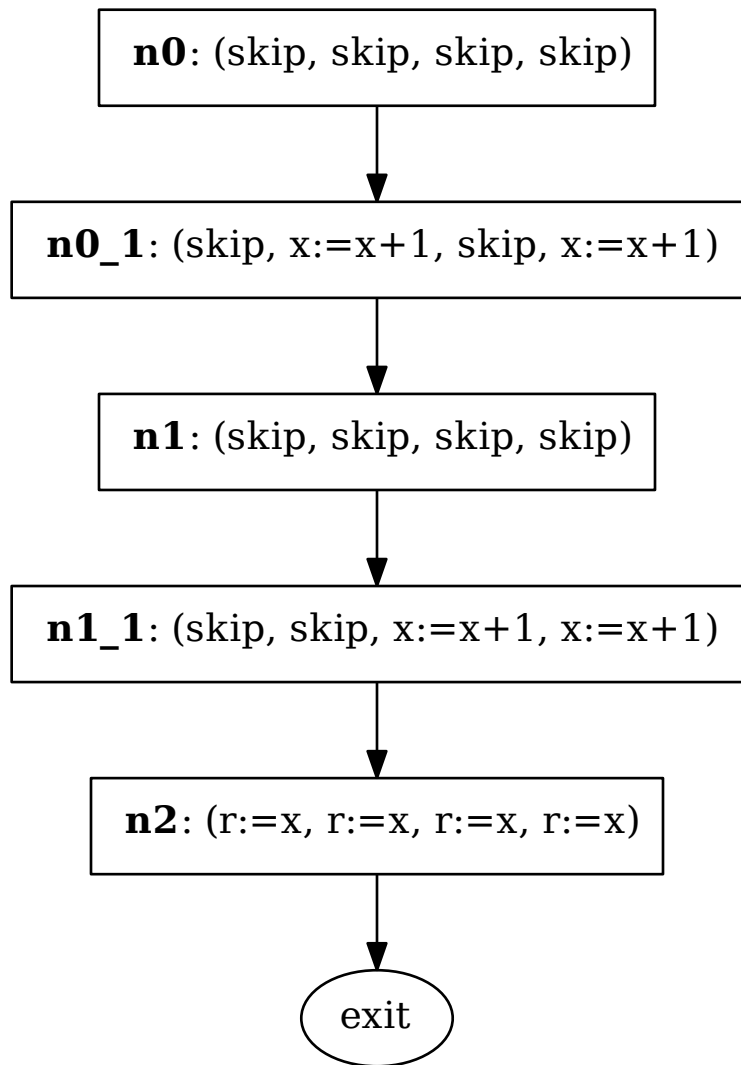 n0: (skip, skip, skip, skip)
n0_1: (skip, x:=x+1, skip, x:=x+1)
n1: (skip, skip, skip, skip)
n1_1: (skip, skip, x:=x+1, x:=x+1)
n2: (r:=x, r:=x, r:=x, r:=x)
exit